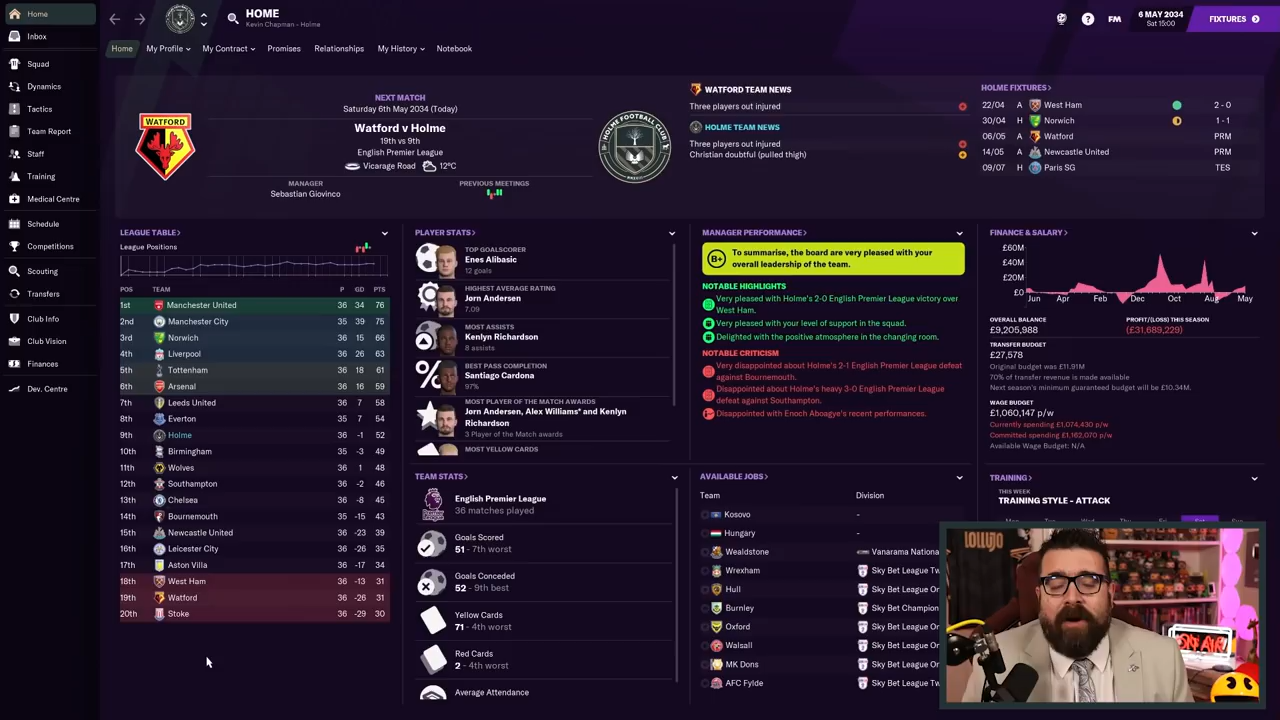 Home
Inbox
Squad
Dynamics
Tactics
Team Report
Staff
Training
Medical Centre
Schedule
Competitions
Scouting
Transfers
Club Info
Club Vision
Finances
Dev. Centre
HOME
Kevin Chapman - Holme
FM
6 MAY 2034
Sat 15:00
FIXTURES
Home
My Profile
My Contract
Promises
Relationships
My History
Notebook
NEXT MATCH
Saturday 6th May 2034 (Today)
WATFORD
Watford v Holme
19th vs 9th
English Premier League
Vicarage Road 12°C
MANAGER
Sebastian Giovinco
PREVIOUS MEETINGS
WATFORD TEAM NEWS
Three players out injured
HOLME TEAM NEWS
Three players out injured
Christian doubtful (pulled thigh)
HOLME FIXTURES
22/04 A West Ham 2 - 0
30/04 H Norwich 1 - 1
06/05 A Watford PRM
14/05 A Newcastle United PRM
09/07 H Paris SG TES
LEAGUE TABLE
League Positions
POS TEAM P GD PTS
1st Manchester United 36 34 76
2nd Manchester City 35 39 75
3rd Norwich 36 15 66
4th Liverpool 36 26 63
5th Tottenham 36 18 61
6th Arsenal 36 16 59
7th Leeds United 36 7 58
8th Everton 36 7 54
9th Holme 36 -1 52
10th Birmingham 35 -3 49
11th Wolves 36 1 48
12th Southampton 36 -2 46
13th Chelsea 36 -8 45
14th Bournemouth 35 -15 43
15th Newcastle United 36 -23 39
16th Leicester City 36 -26 35
17th Aston Villa 36 -17 34
18th West Ham 36 -13 31
19th Watford 36 -26 31
20th Stoke 36 -29 30
PLAYER STATS
TOP GOALSCORER
Enes Alibasic
12 goals
HIGHEST AVERAGE RATING
Jorn Andersen
7.09
MOST ASSISTS
Kenlyn Richardson
8 assists
BEST PASS COMPLETION
Santiago Cardona
97%
MOST PLAYER OF THE MATCH AWARDS
Jorn Andersen, Alex Williams* and Kenlyn
Richardson
3 Player of the Match awards
MOST YELLOW CARDS
TEAM STATS
English Premier League
36 matches played
Goals Scored
51 - 7th worst
Goals Conceded
52 - 9th best
Yellow Cards
71 - 4th worst
Red Cards
2 - 4th worst
Average Attendance
MANAGER PERFORMANCE
B+
To summarise, the board are very pleased with your
overall leadership of the team.
NOTABLE HIGHLIGHTS
Very pleased with Holme's 2-0 English Premier League victory over
West Ham.
Very pleased with your level of support in the squad.
Delighted with the positive atmosphere in the changing room.
NOTABLE CRITICISM
Very disappointed about Holme's 2-1 English Premier League defeat
against Bournemouth.
Disappointed about Holme's heavy 3-0 English Premier League
defeat against Southampton.
Disappointed with Enoch Aboagye's recent performances.
AVAILABLE JOBS
Team Division
Kosovo -
Hungary -
Wealdstone Vanarama Nationa
Wrexham Sky Bet League Tw
Hull Sky Bet League On
Burnley Sky Bet Champion
Oxford Sky Bet League On
Walsall Sky Bet League On
MK Dons Sky Bet League On
AFC Fylde Sky Bet League Tw
FINANCE & SALARY
£60M
£40M
£20M
£0
Jun Apr Feb Dec Oct Aug May
OVERALL BALANCE
£9,205,988
PROFIT/(LOSS) THIS SEASON
(£31,689,229)
TRANSFER BUDGET
£27,578
Original budget was £11.91M
70% of transfer revenue is made available
Next season's minimum guaranteed budget will be £10.34M.
WAGE BUDGET
£1,060,147 p/w
Currently spending £1,074,430 p/w
Committed spending £1,162,070 p/w
Available Wage Budget: N/A
TRAINING
THIS WEEK
TRAINING STYLE - ATTACK
lollujo
ON AIR